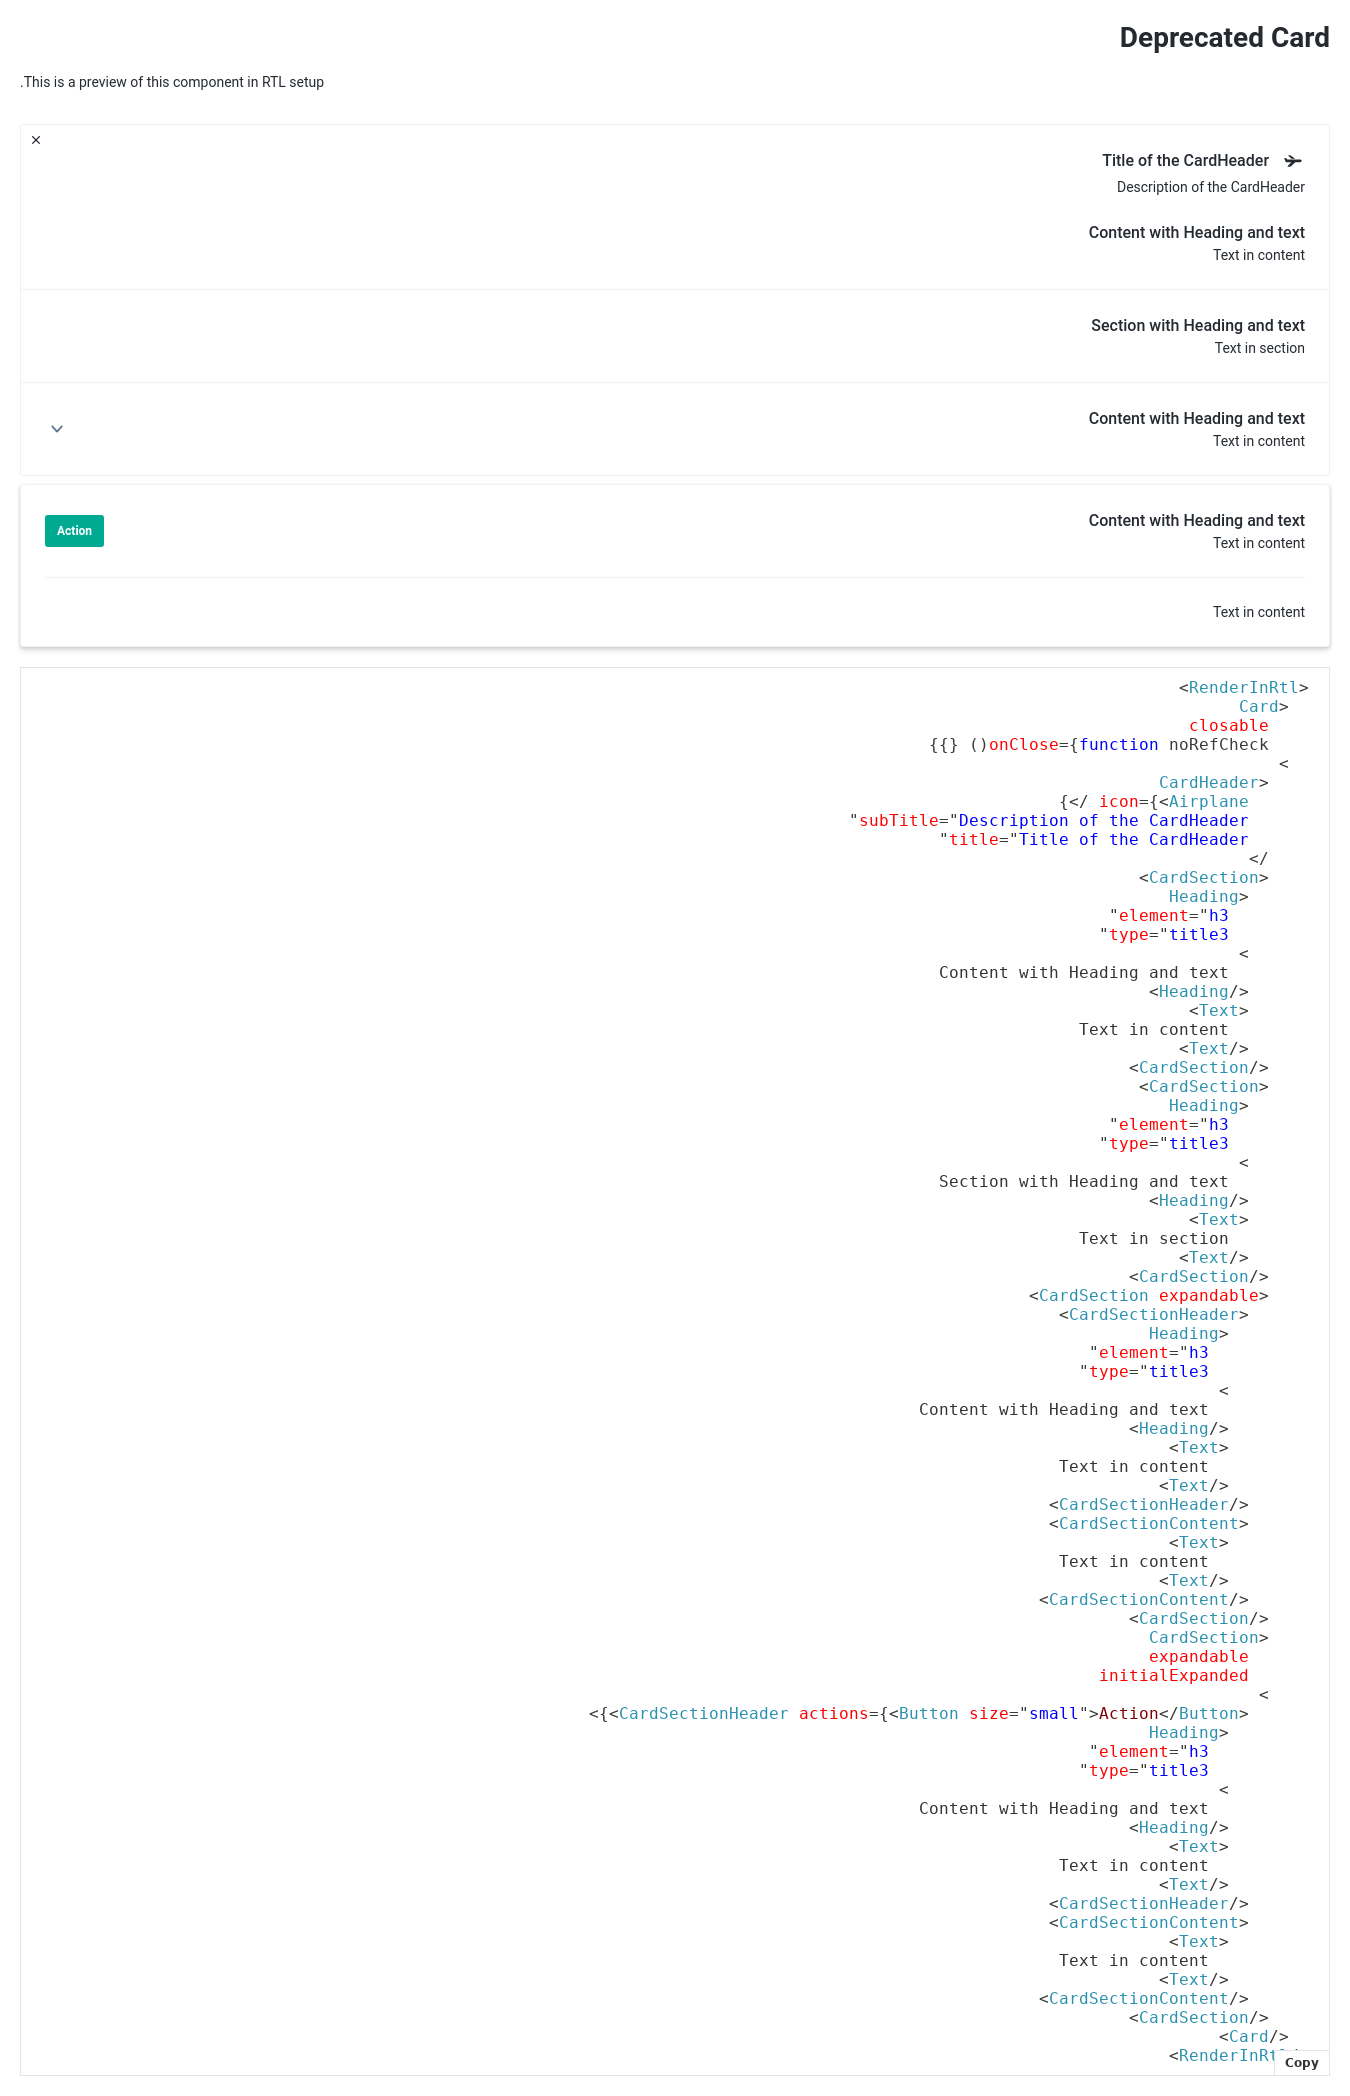 Deprecated Card
.This is a preview of this component in RTL setup
Title of the CardHeader
Description of the CardHeader
Content with Heading and text
Text in content
Section with Heading and text
Text in section
Content with Heading and text
Text in content
Content with Heading and text
Action
Text in content
Text in content
<RenderInRtl>
Card>
closable
{{} ()onClose={function noRefCheck
<
CardHeader>
{</ icon={<Airplane
"subTitle="Description of the CardHeader
"title="Title of the CardHeader
</
<CardSection>
Heading>
"element="h3
"type="title3
<
Content with Heading and text
<Heading/>
<Text>
Text in content
<Text/>
<CardSection/>
<CardSection>
Heading>
"element="h3
"type="title3
<
Section with Heading and text
<Heading/>
<Text>
Text in section
<Text/>
<CardSection/>
<CardSection expandable>
<CardSectionHeader>
Heading>
"element="h3
"type="title3
<
Content with Heading and text
<Heading/>
<Text>
Text in content
<Text/>
<CardSectionHeader/>
<CardSectionContent>
<Text>
Text in content
<Text/>
<CardSectionContent/>
<CardSection/>
CardSection>
expandable
initialExpanded
<
<{<CardSectionHeader actions={<Button size="small">Action</Button>
Heading>
"element="h3
"type="title3
<
Content with Heading and text
<Heading/>
<Text>
Text in content
<Text/>
<CardSectionHeader/>
<CardSectionContent>
<Text>
Text in content
<Text/>
<CardSectionContent/>
<CardSection/>
<Card/>
Copy